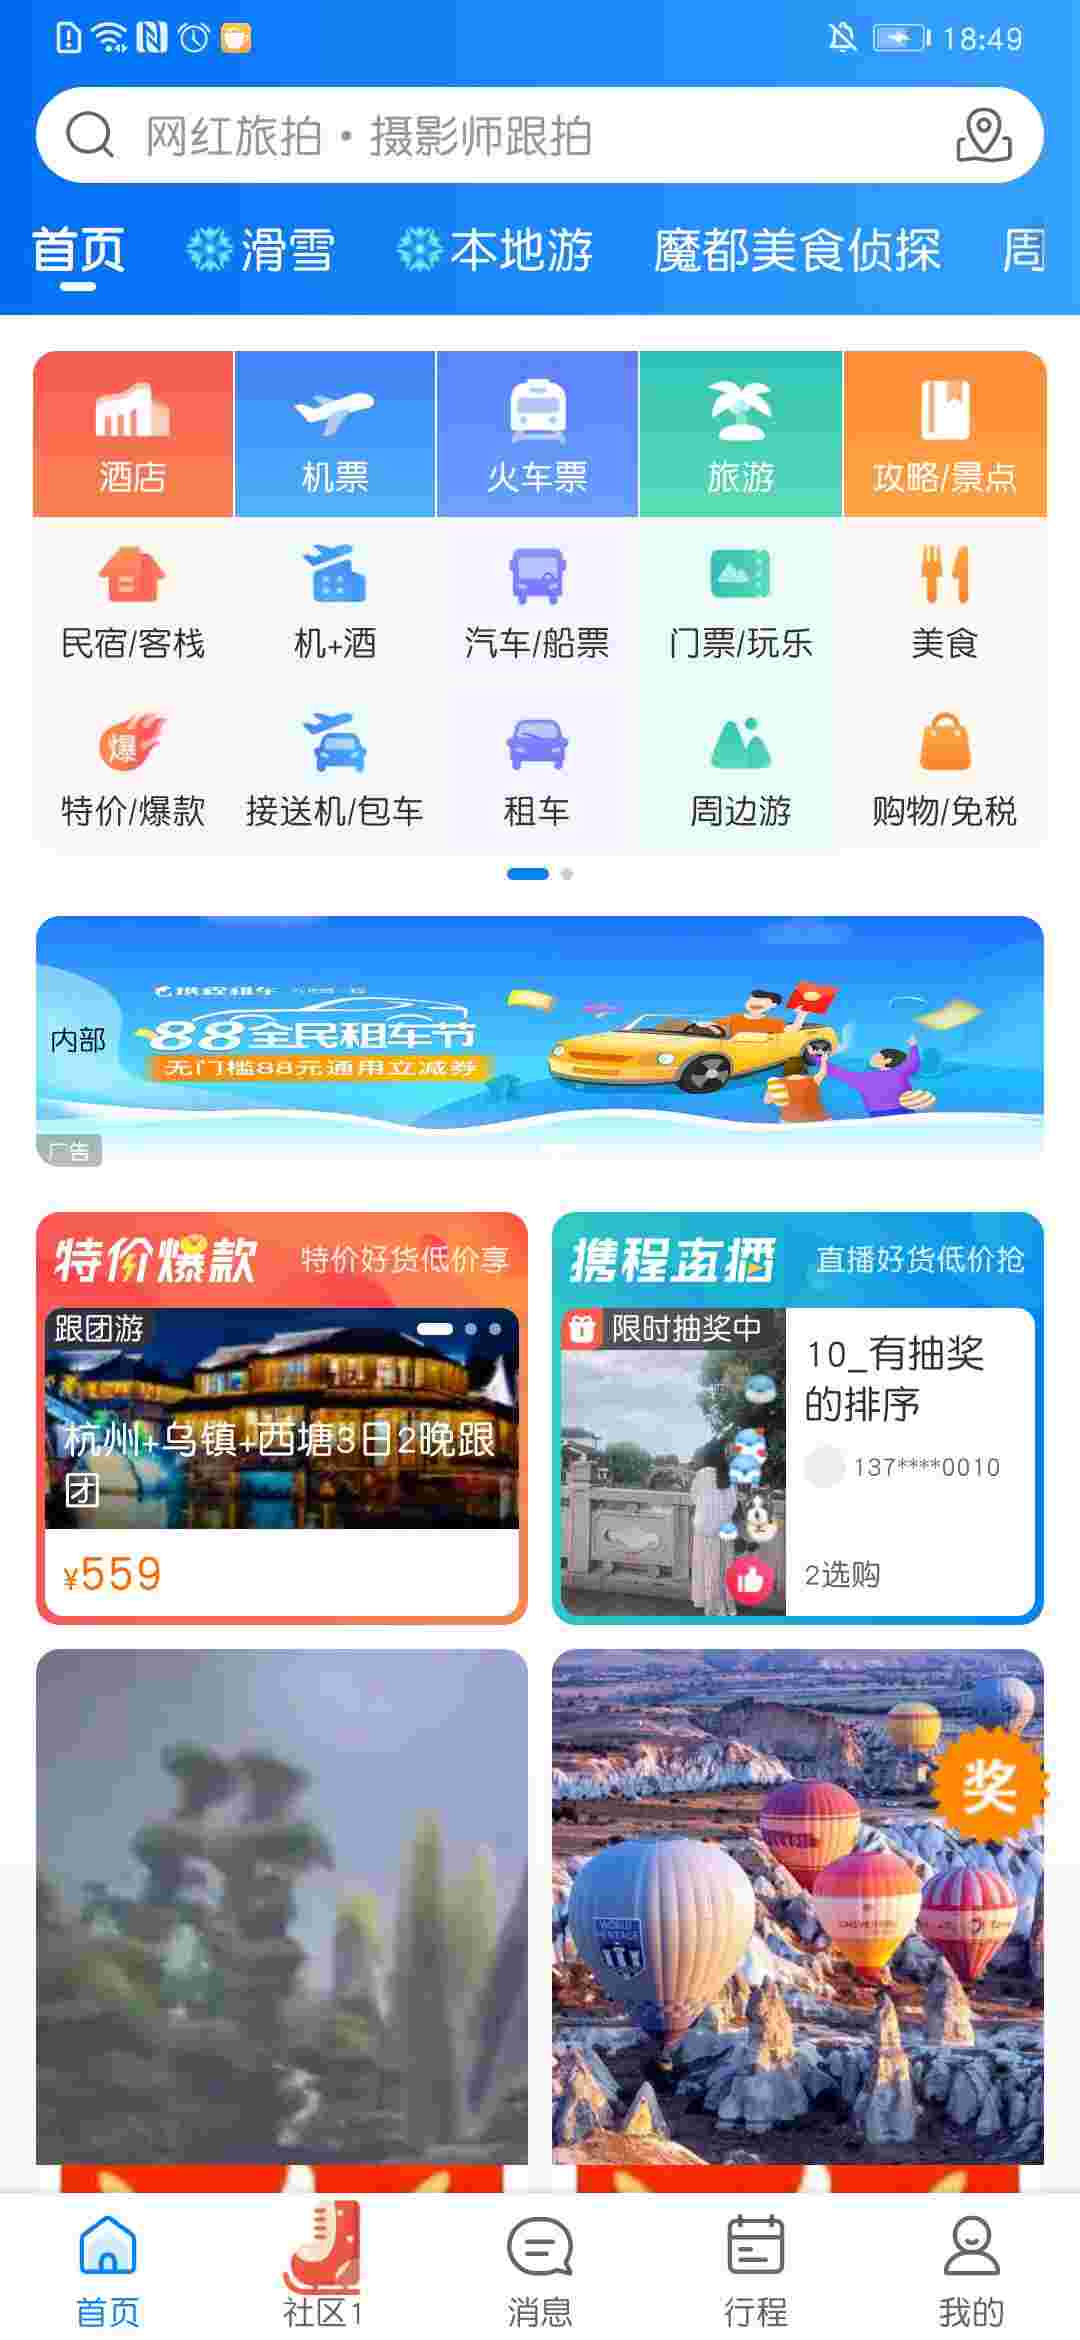 18:49
网红旅拍·摄影师跟拍
首页 滑雪 本地游 魔都美食侦探 周
酒店 机票 火车票 旅游 攻略/景点
民宿/客栈 机+酒 汽车/船票 门票/玩乐 美食
爆
特价/爆款 接送机/包车 租车 周边游 购物/免税
携程租车
内部
88全民租车节
无门槛88元通用立减券
广告
特价爆款 特价好货低价享
跟团游
杭州+乌镇+西塘3日2晚跟
团
¥559
携程直播 直播好货低价抢
限时抽奖中
10_有抽奖
的排序
137****0010
2选购
奖
WORLD
HERITAGE
首页 社区1 消息 行程 我的